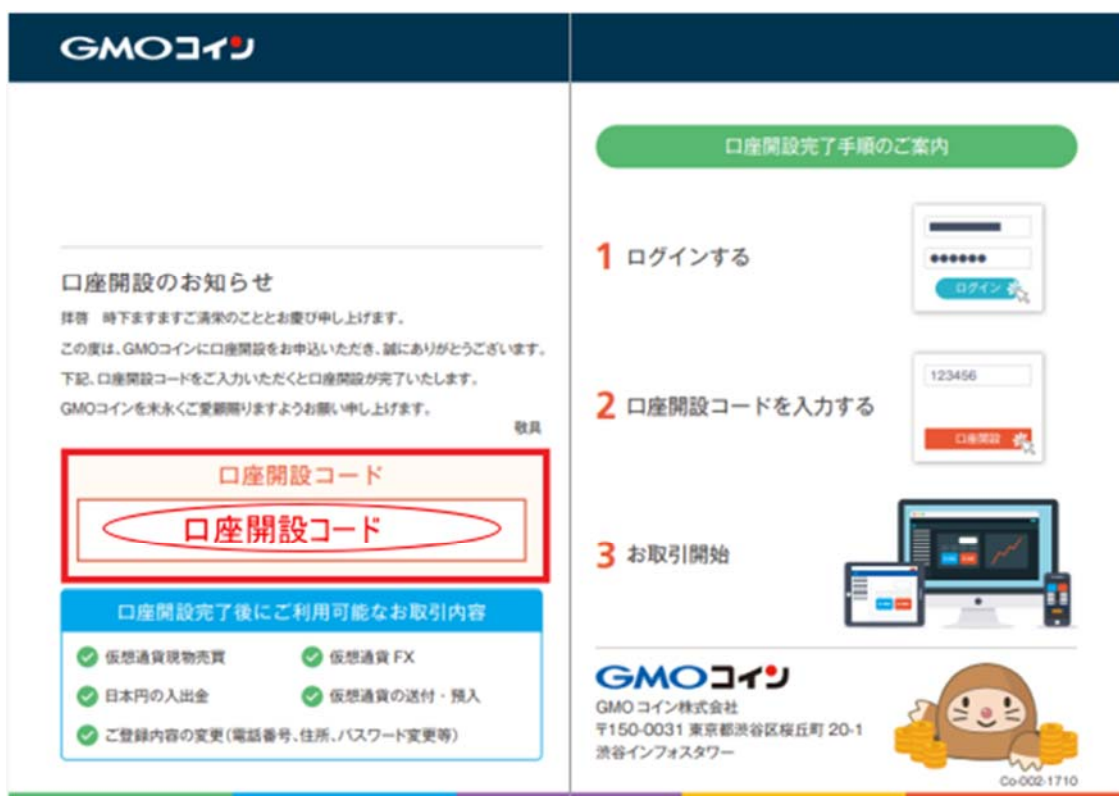 GMOコイン
口座開設のお知らせ
拝啓　時下ますますご清栄のこととお慶び申し上げます。
この度は、GMOコインに口座開設をお申込いただき、誠にありがとうございます。
下記、口座開設コードをご入力いただくと口座開設が完了いたします。
GMOコインを末永くご愛顧賜りますようお願い申し上げます。
敬具
口座開設コード
口座開設コード
口座開設完了後にご利用可能なお取引内容
仮想通貨現物売買
仮想通貨 FX
日本円の入出金
仮想通貨の送付・預入
ご登録内容の変更(電話番号、住所、パスワード変更等)
口座開設完了手順のご案内
1 ログインする
ログイン
2 口座開設コードを入力する
123456
口座開設
3 お取引開始
GMOコイン
GMO コイン株式会社
〒150-0031 東京都渋谷区桜丘町 20-1
渋谷インフォスタワー
Co-002-1710